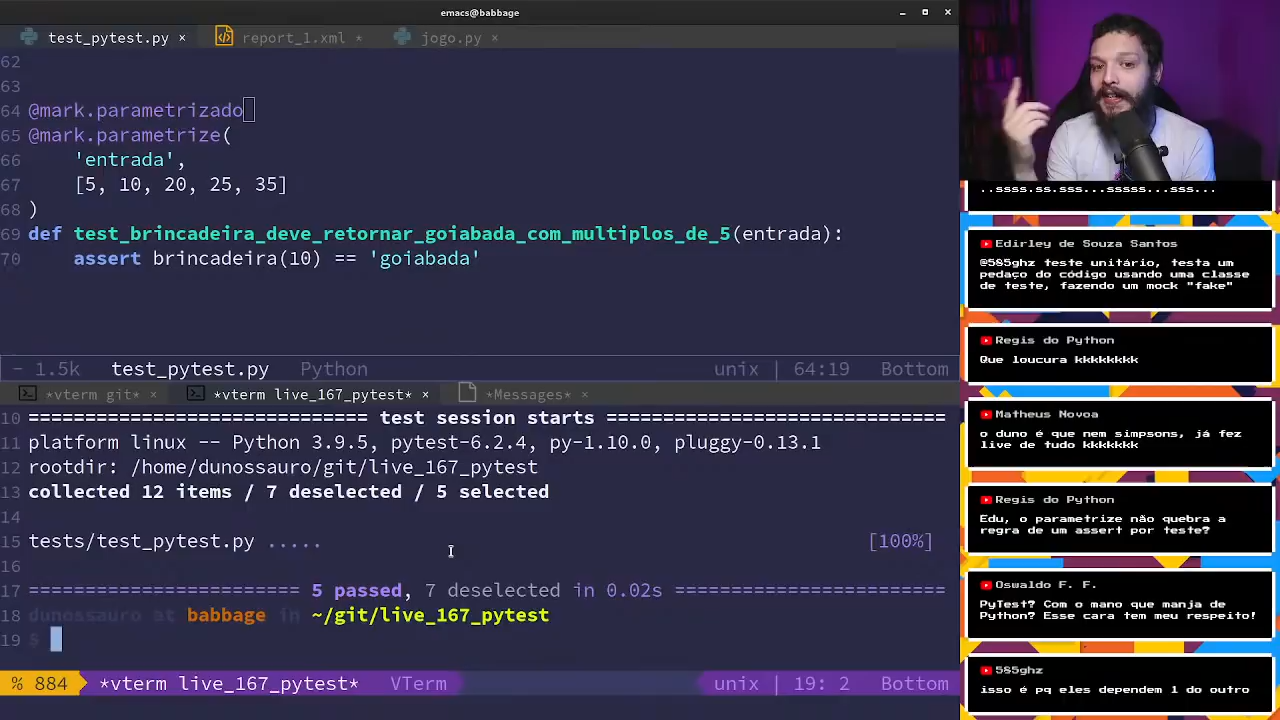 emacs@babbage
test_pytest.py × report_1.xml * jogo.py ×
62
63
64 @mark.parametrizado
65 @mark.parametrize(
66 'entrada',
67 [5, 10, 20, 25, 35]
68 )
69 def test_brincadeira_deve_retornar_goiabada_com_multiplos_de_5(entrada):
70 assert brincadeira(10) == 'goiabada'
- 1.5k test_pytest.py Python unix | 64:19 Bottom
*vterm git* × *vterm live_167_pytest* × *Messages* ×
10 ============================= test session starts ==============================
11 platform linux -- Python 3.9.5, pytest-6.2.4, py-1.10.0, pluggy-0.13.1
12 rootdir: /home/dunossauro/git/live_167_pytest
13 collected 12 items / 7 deselected / 5 selected
14
15 tests/test_pytest.py ..... [100%]
16
17 ======================= 5 passed, 7 deselected in 0.02s ========================
18 dunossauro at babbage in ~/git/live_167_pytest
19 $
% 884 *vterm live_167_pytest* VTerm unix | 19: 2 Bottom
..ssss.ss.sss...sssss...sss...
Edirley de Souza Santos
@585ghz teste unitário, testa um
pedaço do código usando uma classe
de teste, fazendo um mock "fake"
Regis do Python
Que loucura kkkkkkkk
Matheus Novoa
o duno é que nem simpsons, já fez
live de tudo kkkkkkkk
Regis do Python
Edu, o parametrize não quebra a
regra de um assert por teste?
Oswaldo F. F.
PyTest? Com o mano que manja de
Python? Esse cara tem meu respeito!
585ghz
isso é pq eles dependem 1 do outro